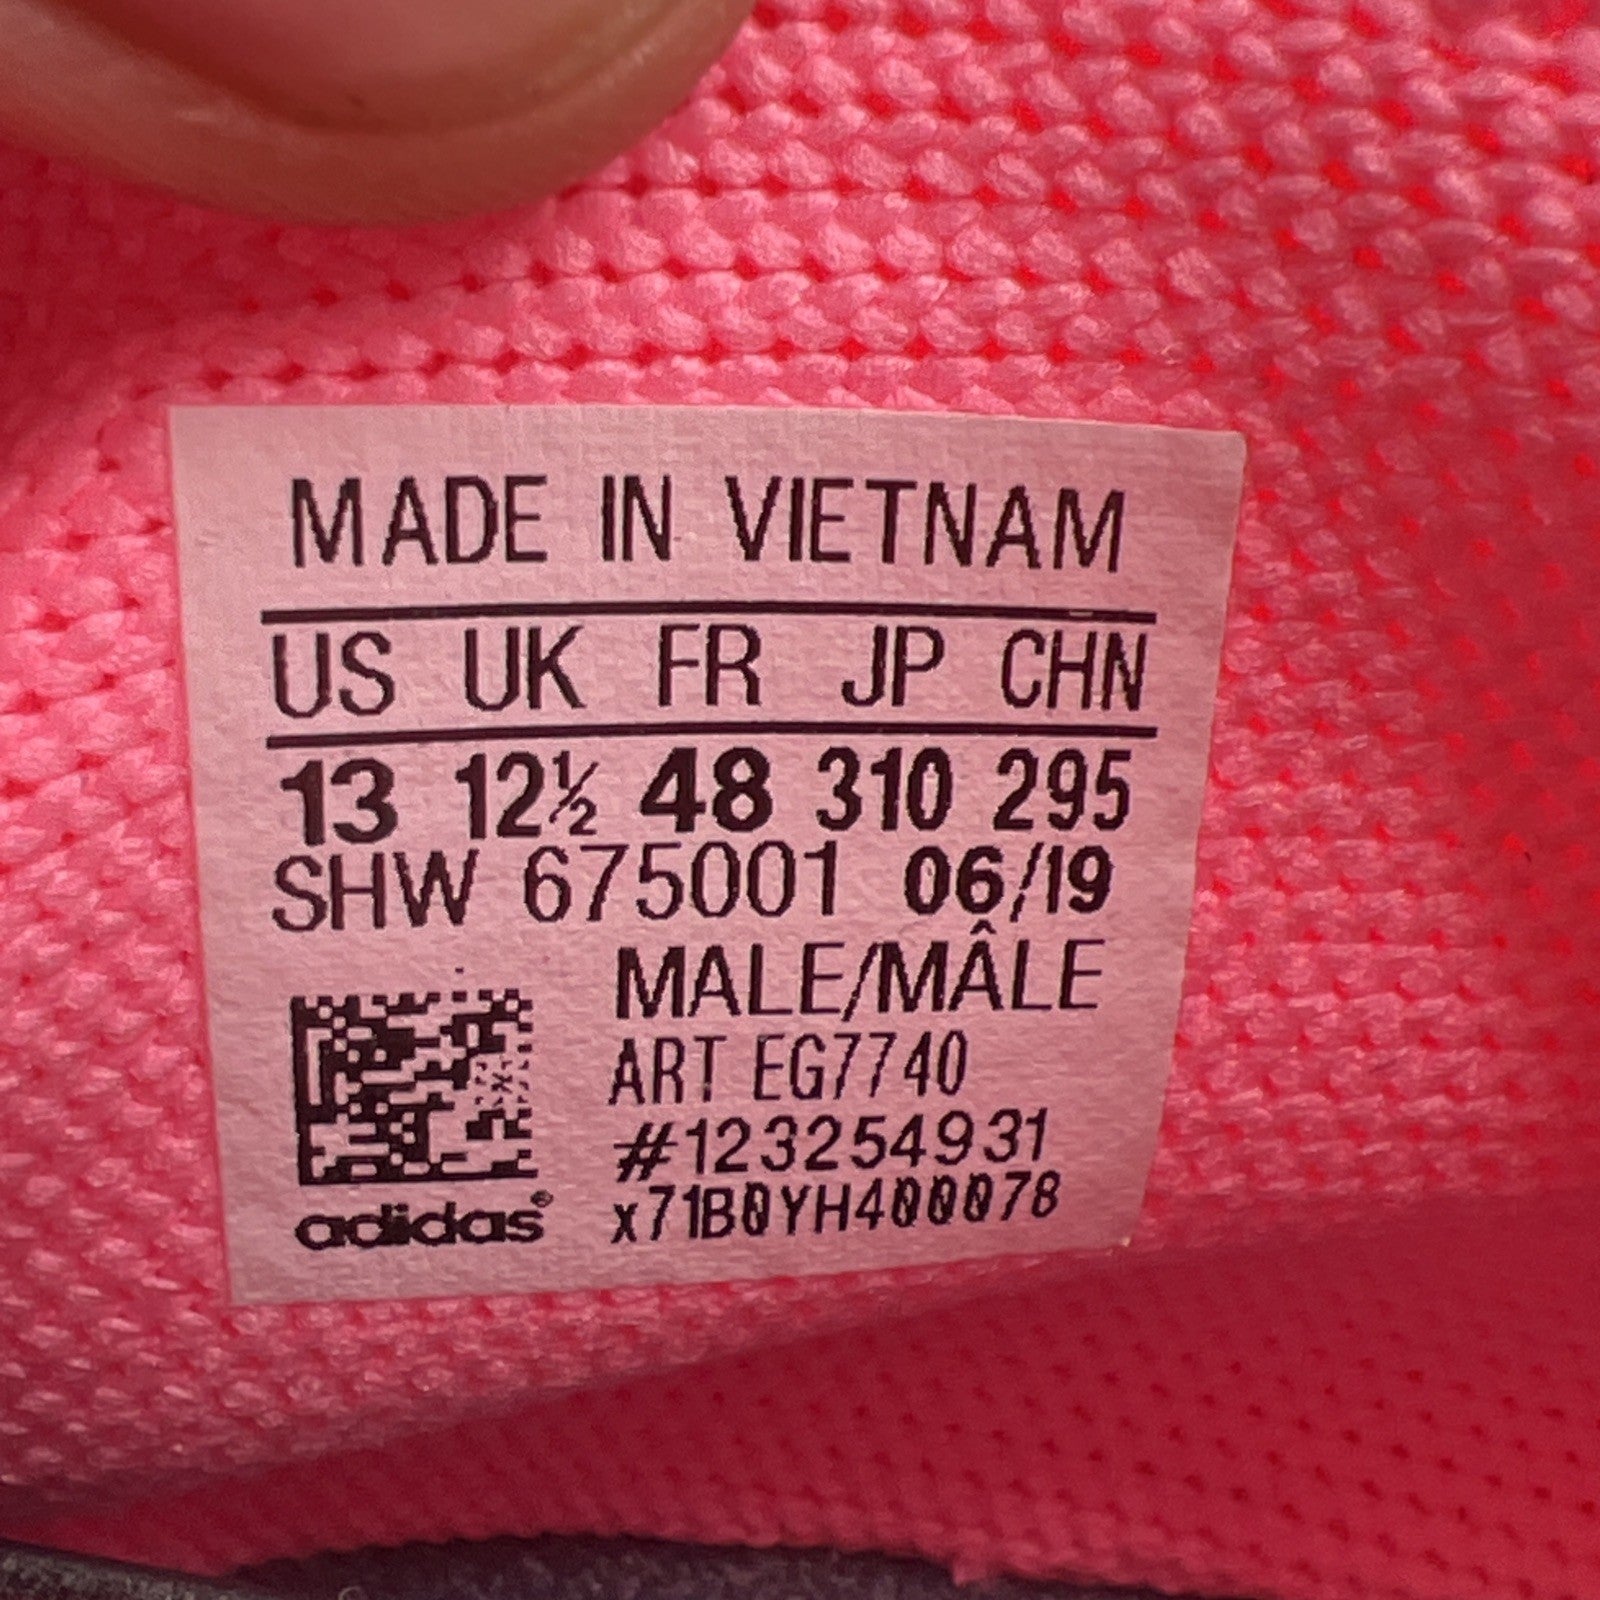 MADE IN VIETNAM
US UK FR JP CHN
13 12½ 48 310 295
SHW 675001 06/19
MALE/MÂLE
ART EG7740
#123254931
x71B0YH400078
adidas®